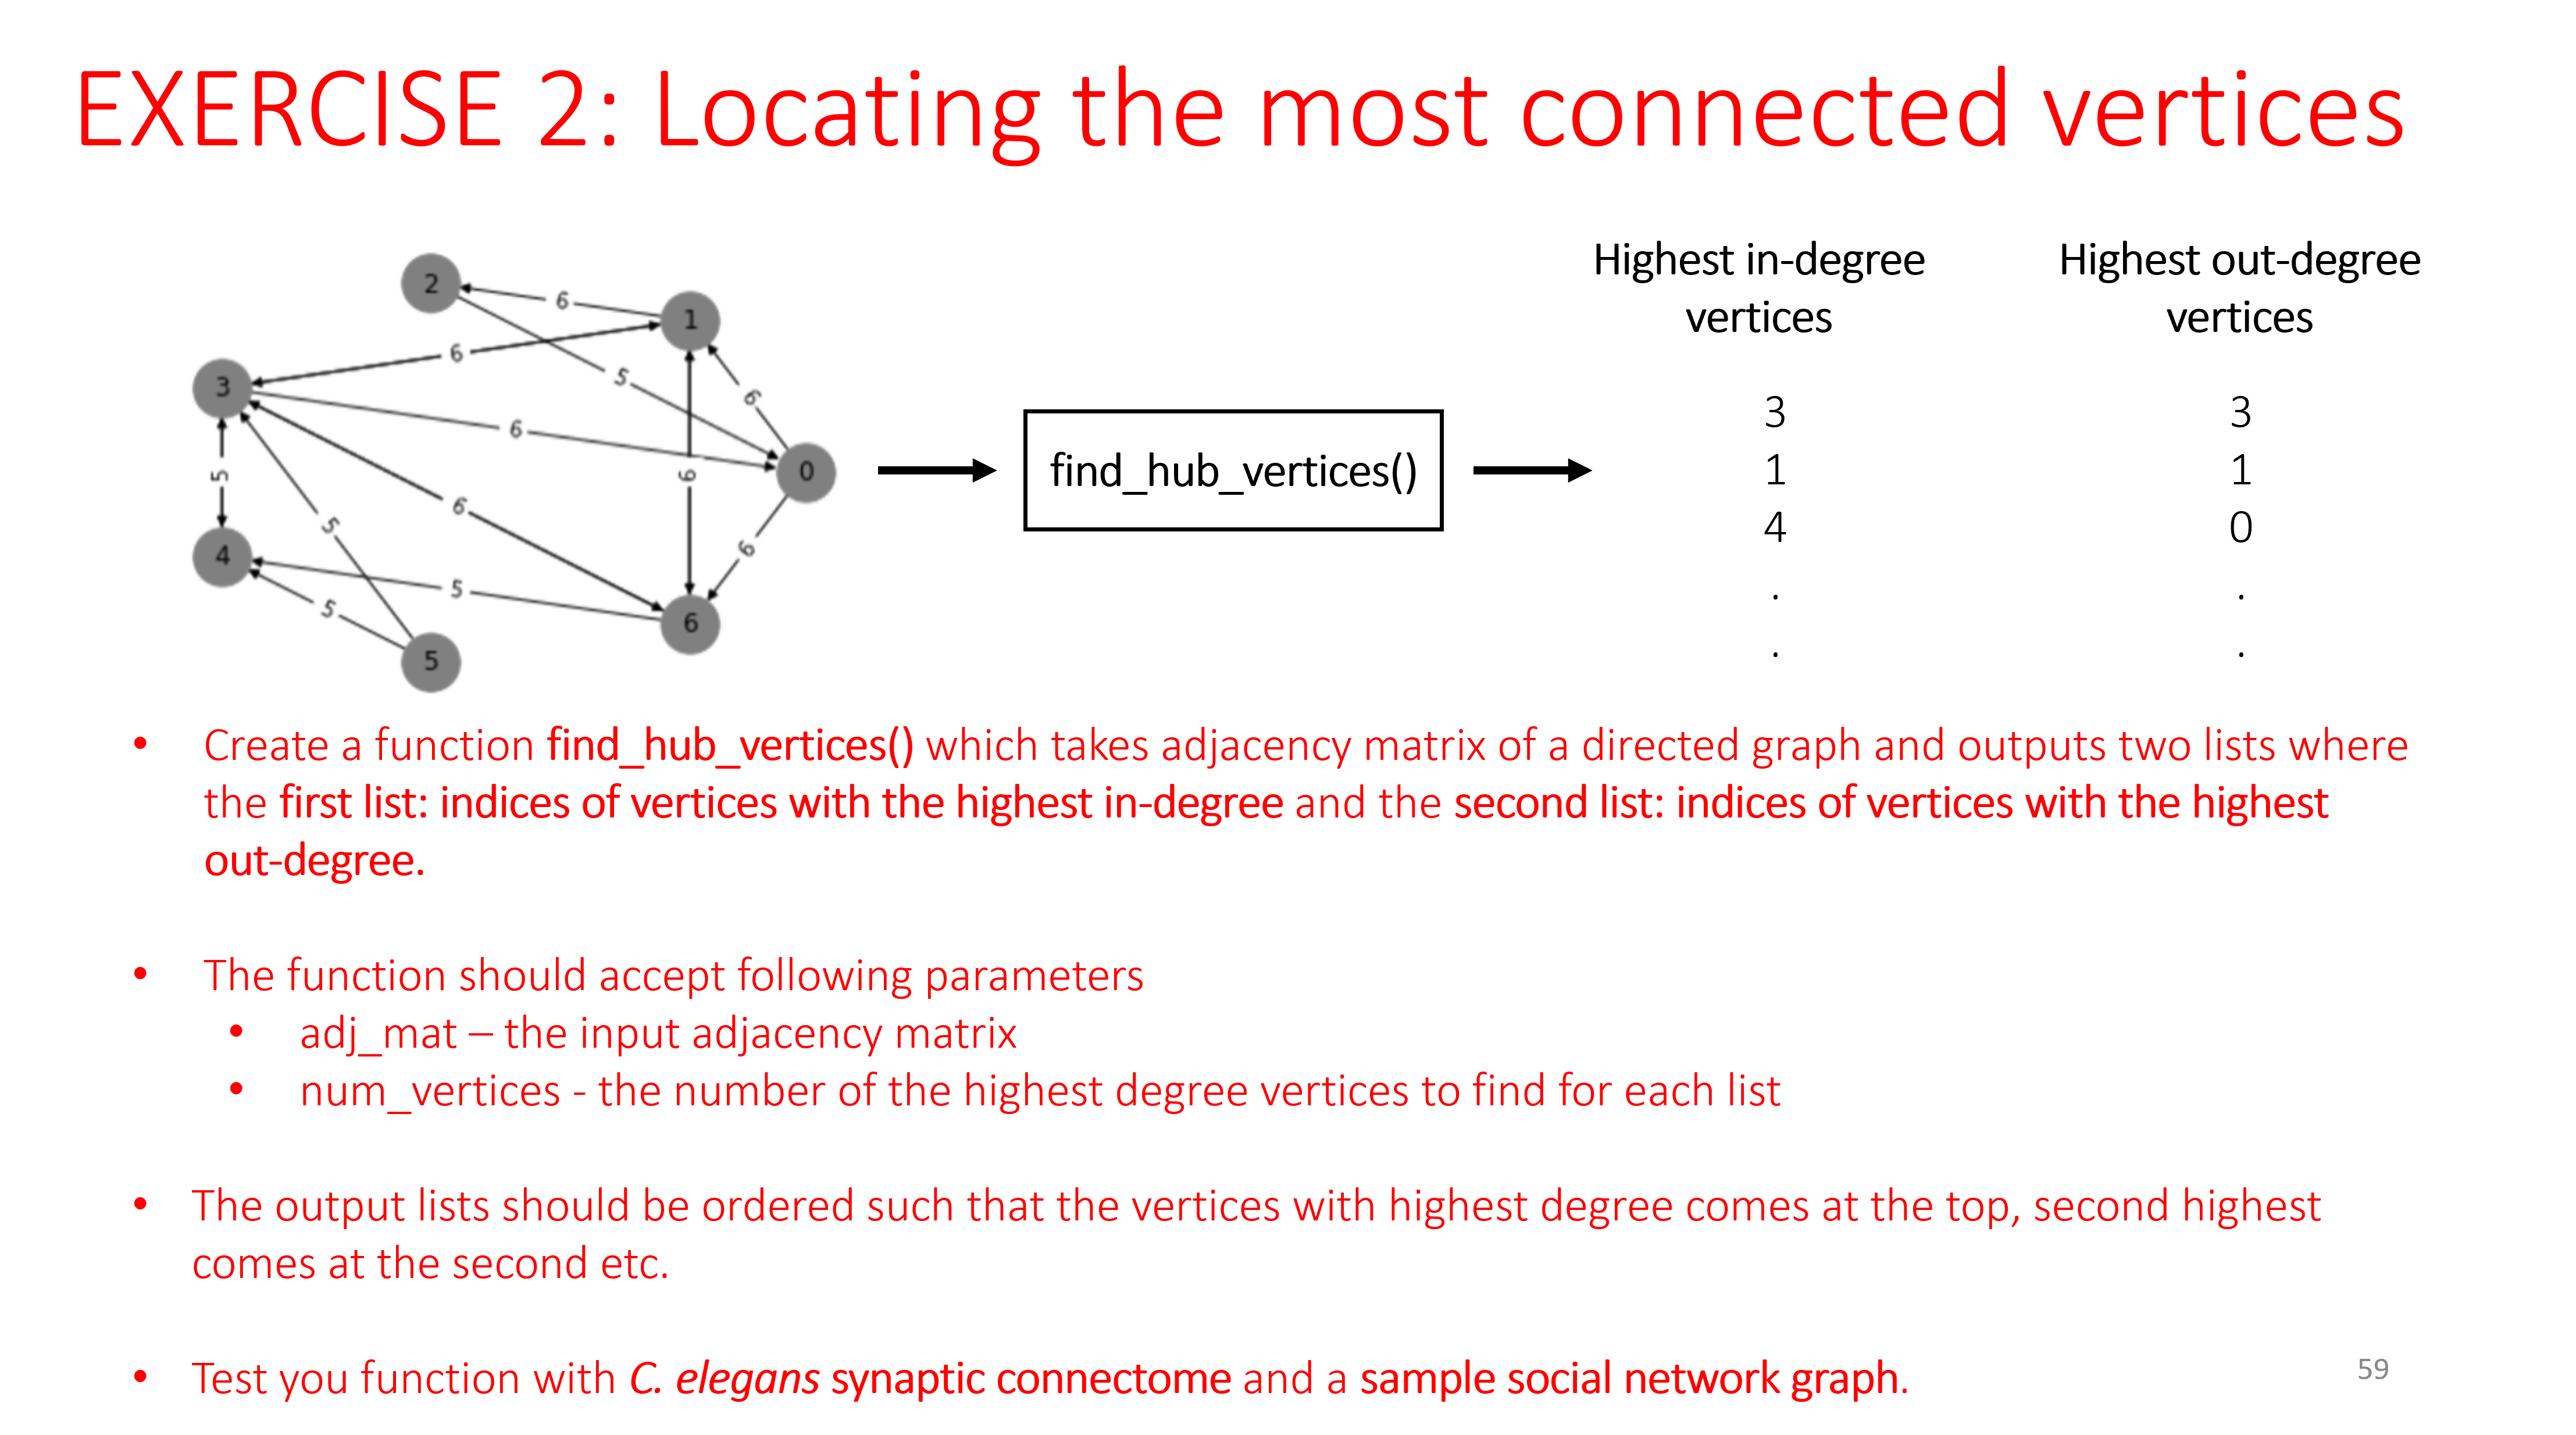 EXERCISE 2: Locating the most connected vertices
2
6
1
3
6
5
6
6
0
5
6
6
5
6
4
5
5
6
5
find_hub_vertices()
Highest in-degree
vertices
3
1
4
.
.
Highest out-degree
vertices
3
1
0
.
.
• Create a function find_hub_vertices() which takes adjacency matrix of a directed graph and outputs two lists where
the first list: indices of vertices with the highest in-degree and the second list: indices of vertices with the highest
out-degree.
• The function should accept following parameters
• adj_mat – the input adjacency matrix
• num_vertices - the number of the highest degree vertices to find for each list
• The output lists should be ordered such that the vertices with highest degree comes at the top, second highest
comes at the second etc.
• Test you function with C. elegans synaptic connectome and a sample social network graph.
59